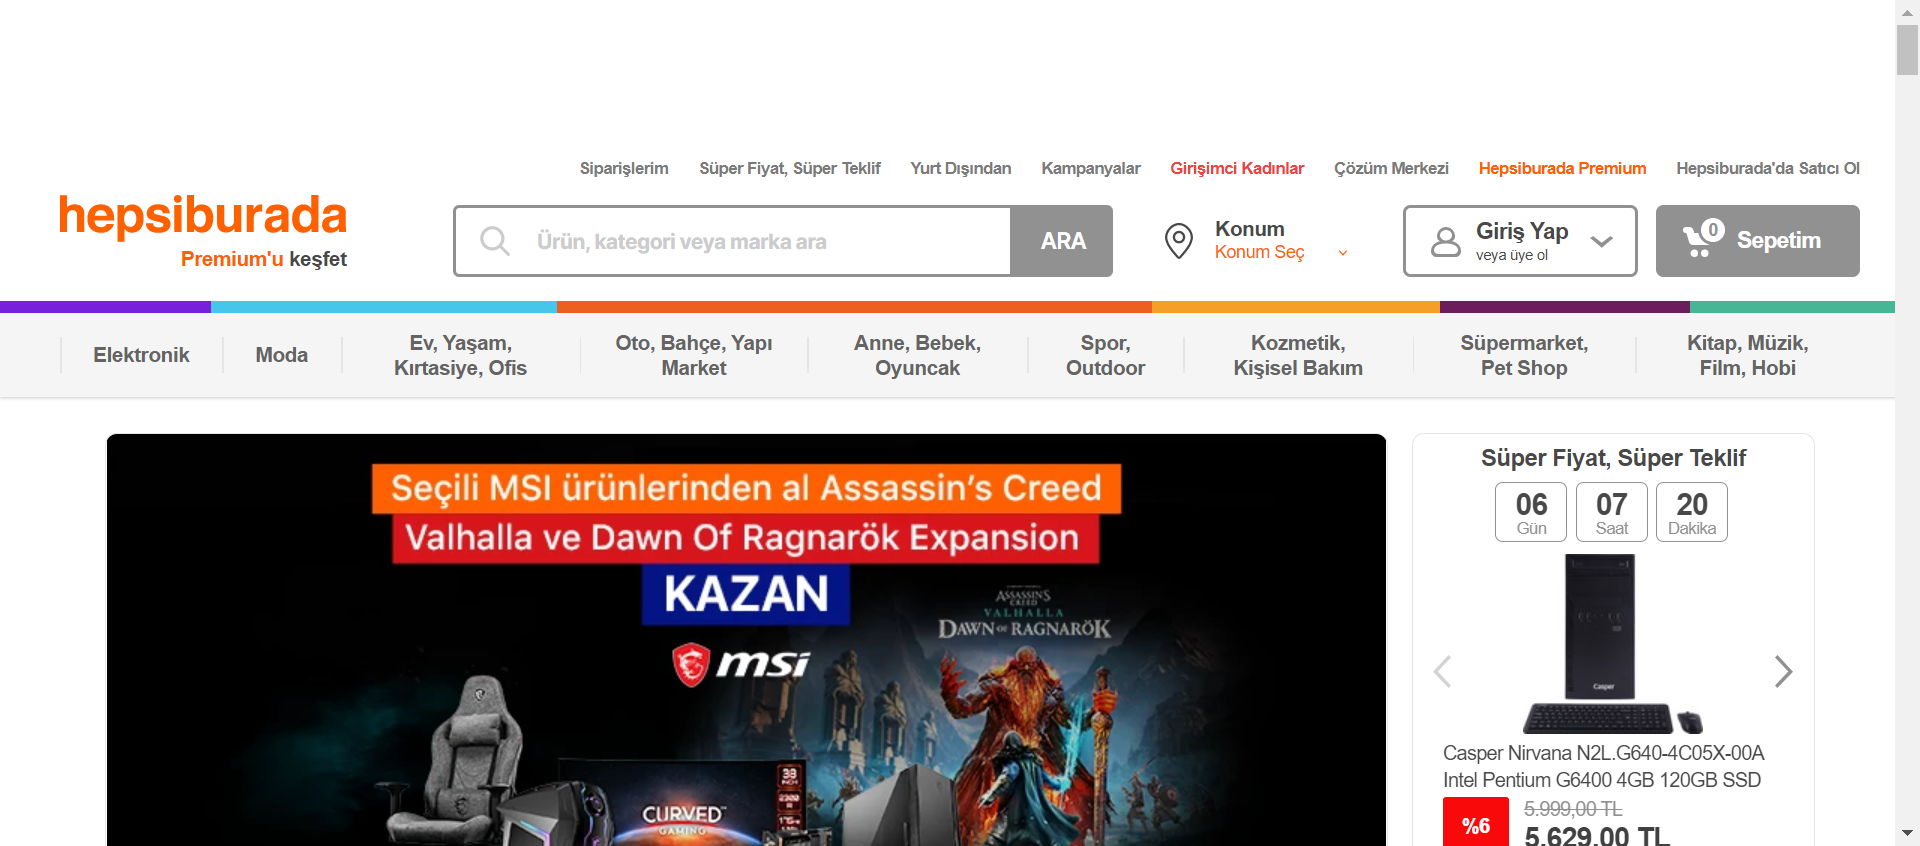 Siparişlerim Süper Fiyat, Süper Teklif Yurt Dışından Kampanyalar Girişimci Kadınlar Çözüm Merkezi Hepsiburada Premium Hepsiburada'da Satıcı Ol
hepsiburada
Premium'u keşfet
Ürün, kategori veya marka ara
ARA
Konum
Konum Seç
Giriş Yap
veya üye ol
0
Sepetim
Elektronik
Moda
Ev, Yaşam,
Kırtasiye, Ofis
Oto, Bahçe, Yapı
Market
Anne, Bebek,
Oyuncak
Spor,
Outdoor
Kozmetik,
Kişisel Bakım
Süpermarket,
Pet Shop
Kitap, Müzik,
Film, Hobi
Seçili MSI ürünlerinden al Assassin's Creed
Valhalla ve Dawn Of Ragnarök Expansion
KAZAN
msi
ASSASSIN'S
CREED
VALHALLA
DAWN OF RAGNARÖK
CURVED
GAMING
38
INCH
Süper Fiyat, Süper Teklif
06 07 20
Gün Saat Dakika
Casper
Casper Nirvana N2L.G640-4C05X-00A
Intel Pentium G6400 4GB 120GB SSD
%6
5.999,00 TL
5.629,00 TL